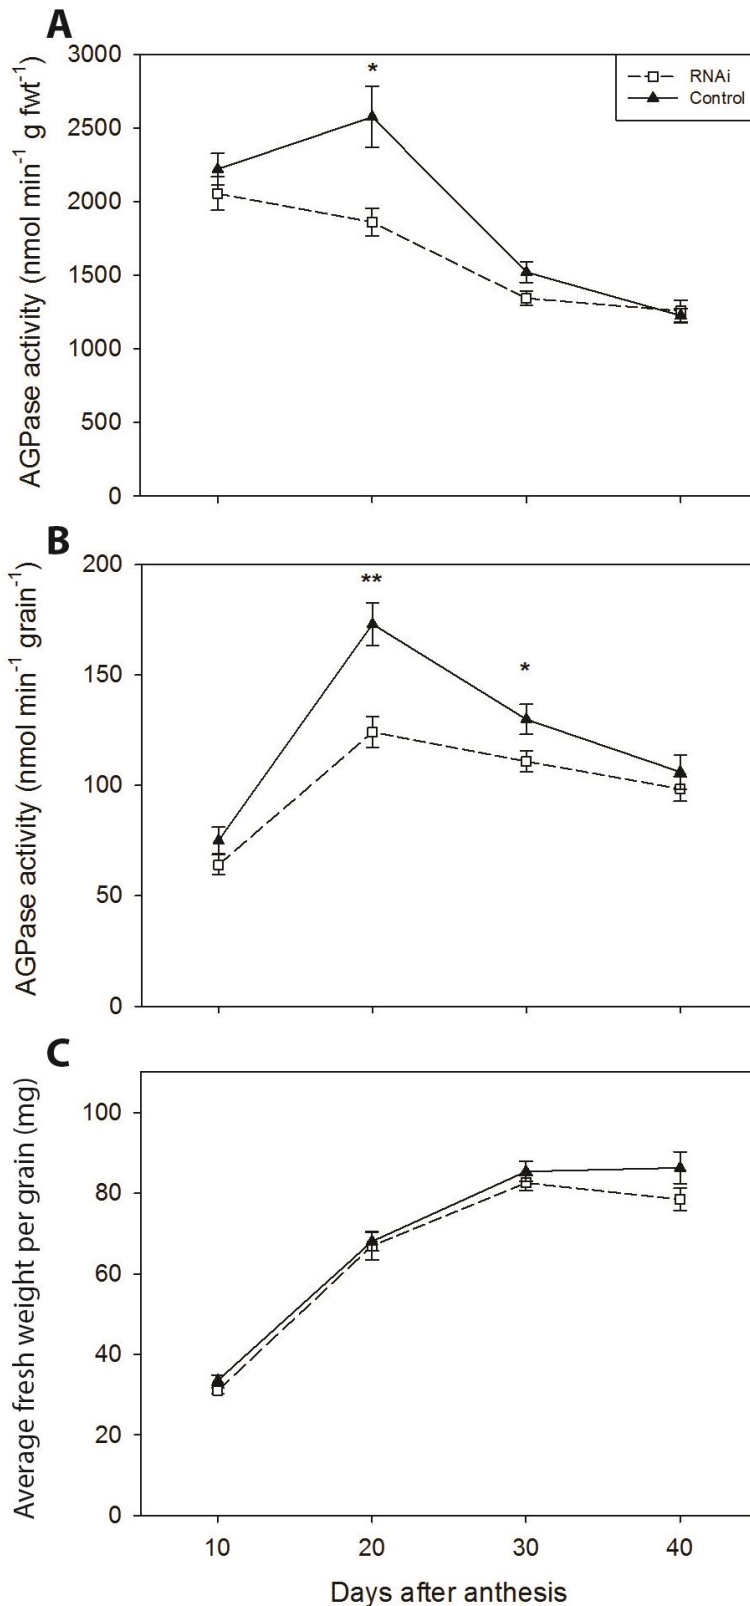 A
3000
2500
2000
1500
1000
500
0
AGPase activity (nmol min⁻¹ g fwt⁻¹)
*
RNAi
Control
B
200
150
100
50
0
AGPase activity (nmol min⁻¹ grain⁻¹)
**
*
C
100
80
60
40
20
0
Average fresh weight per grain (mg)
10 20 30 40
Days after anthesis